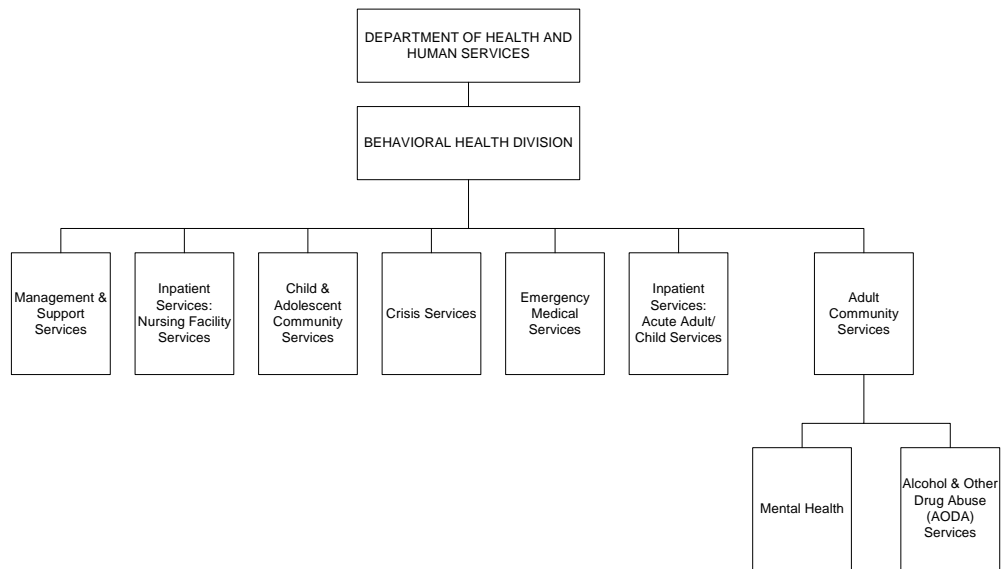 DEPARTMENT OF HEALTH AND
HUMAN SERVICES
BEHAVIORAL HEALTH DIVISION
Management &
Support
Services
Inpatient
Services:
Nursing Facility
Services
Child &
Adolescent
Community
Services
Crisis Services
Emergency
Medical
Services
Inpatient
Services:
Acute Adult/
Child Services
Adult
Community
Services
Mental Health
Alcohol & Other
Drug Abuse
(AODA)
Services